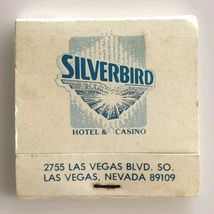 SILVERBIRD
HOTEL & CASINO
2755 LAS VEGAS BLVD. SO.
LAS VEGAS, NEVADA 89109